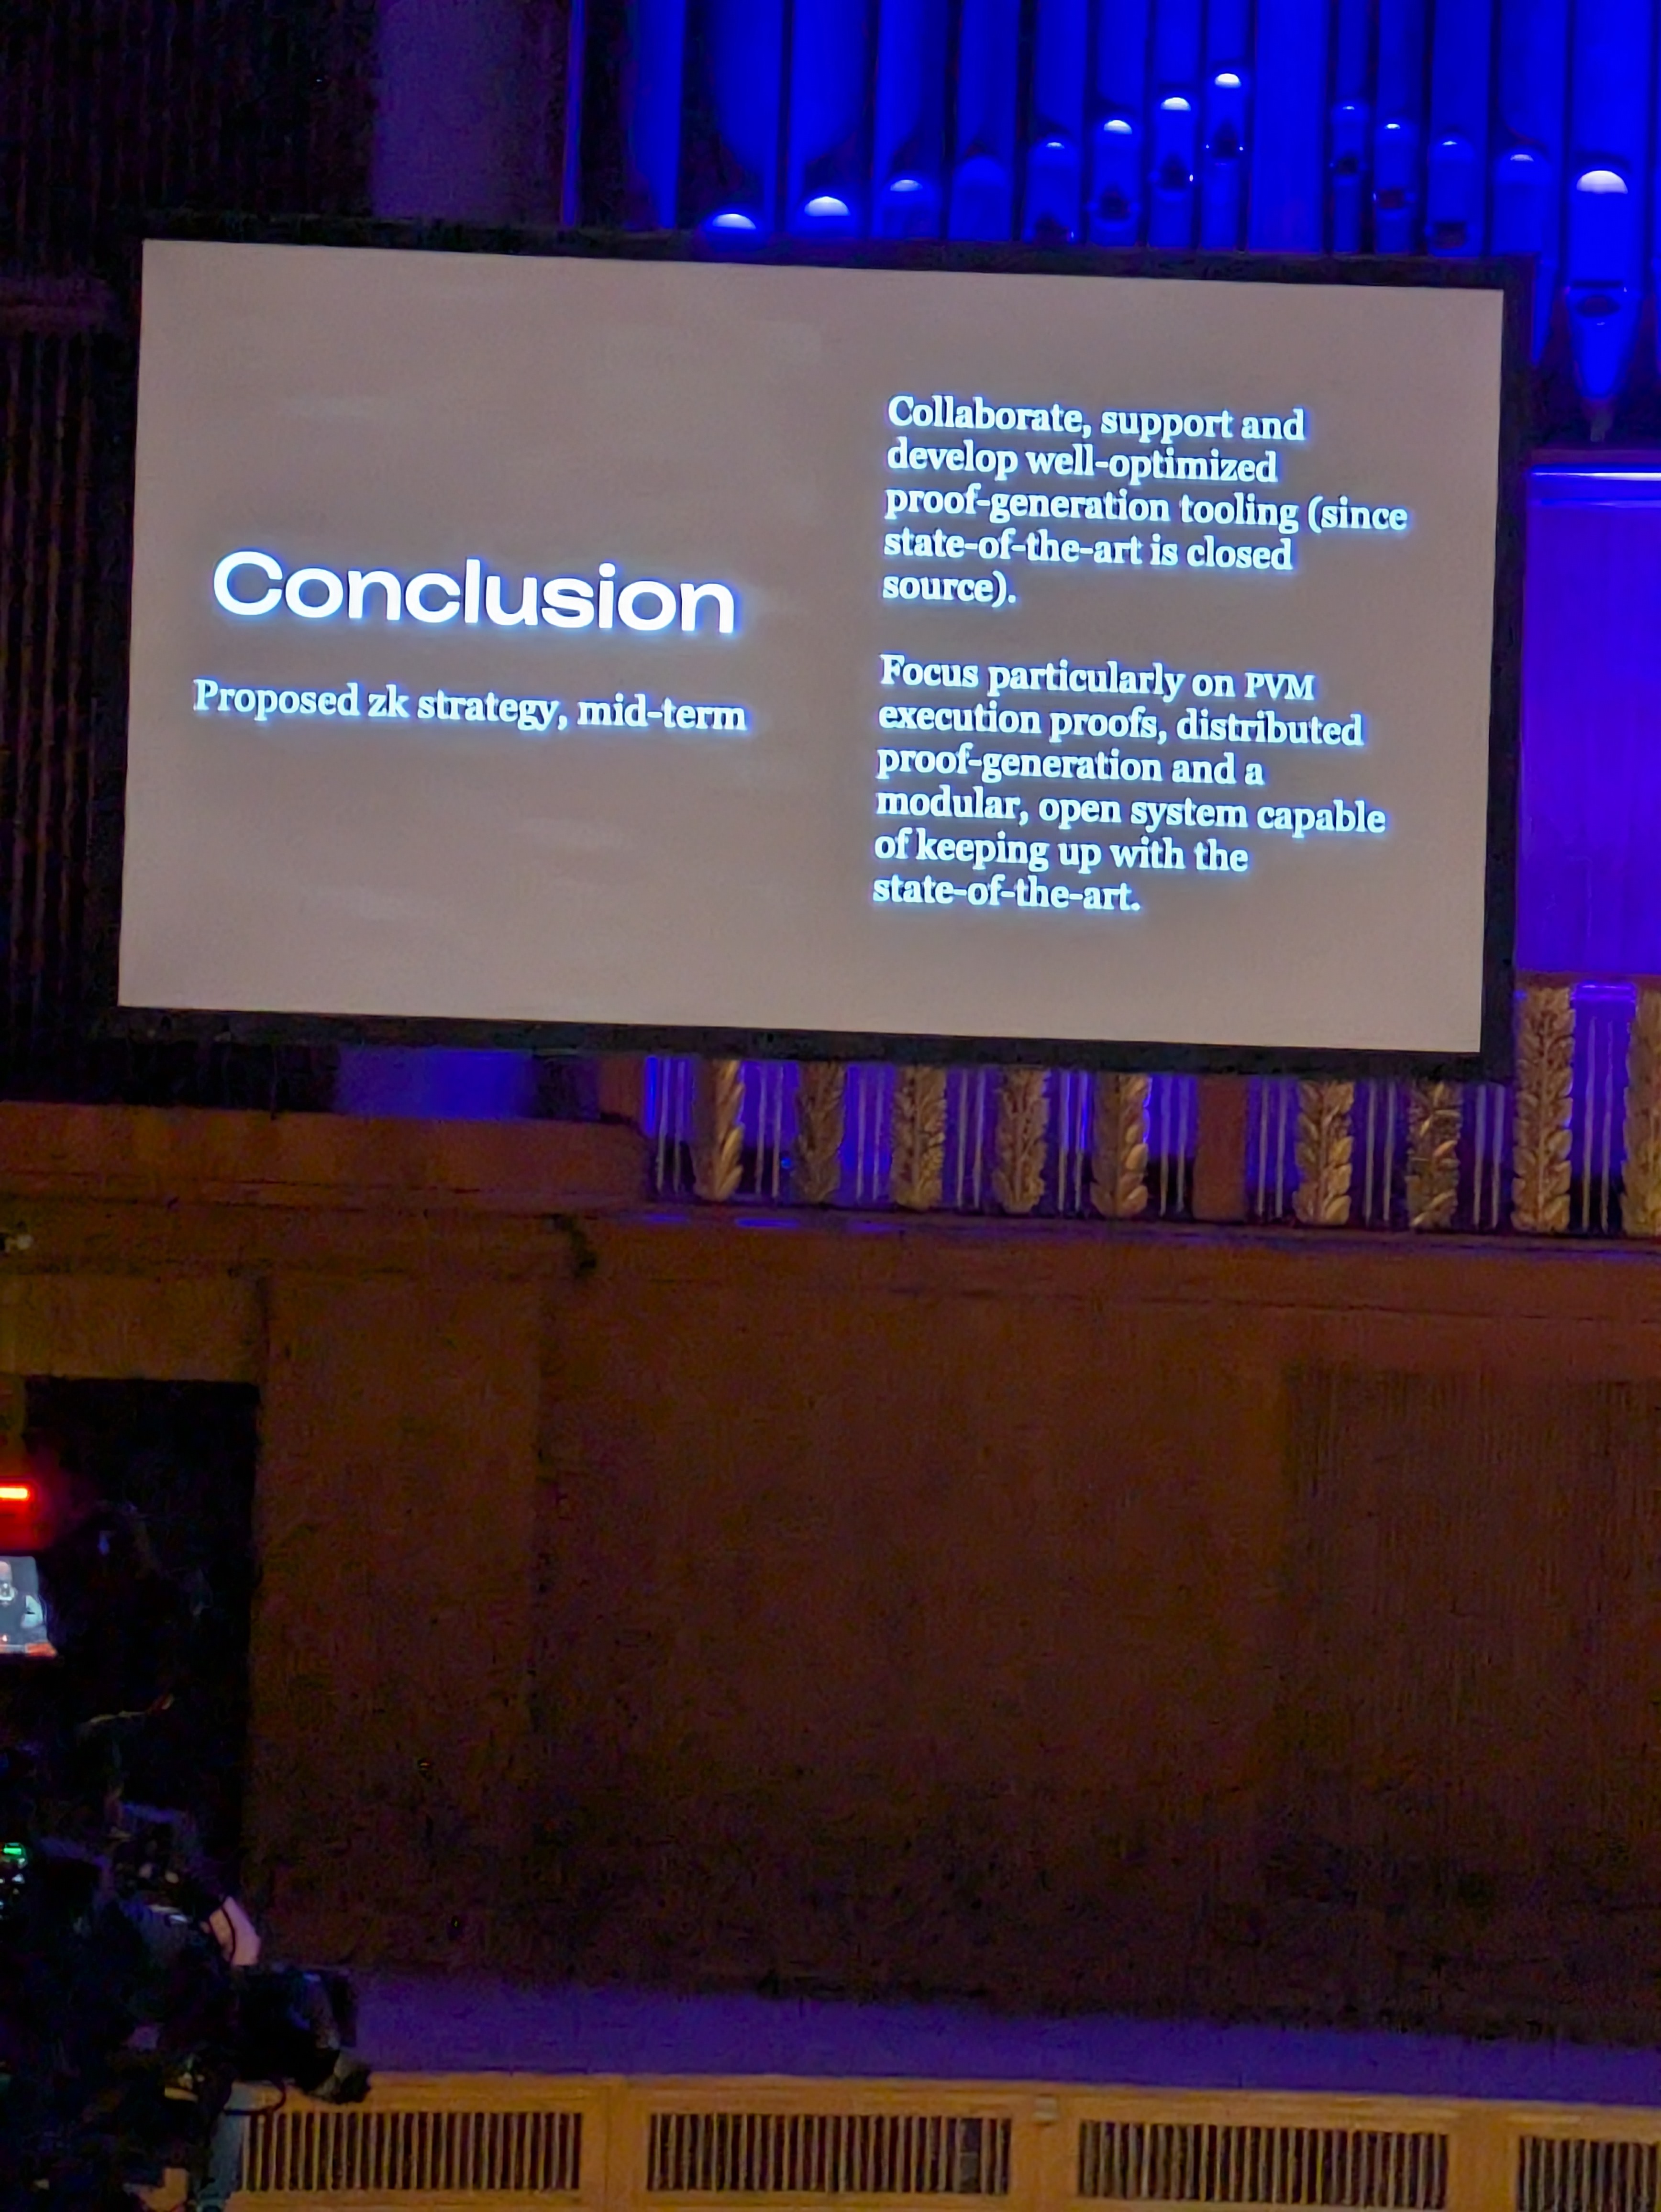 Conclusion
Proposed zk strategy, mid-term
Collaborate, support and
develop well-optimized
proof-generation tooling (since
state-of-the-art is closed
source).
Focus particularly on PVM
execution proofs, distributed
proof-generation and a
modular, open system capable
of keeping up with the
state-of-the-art.